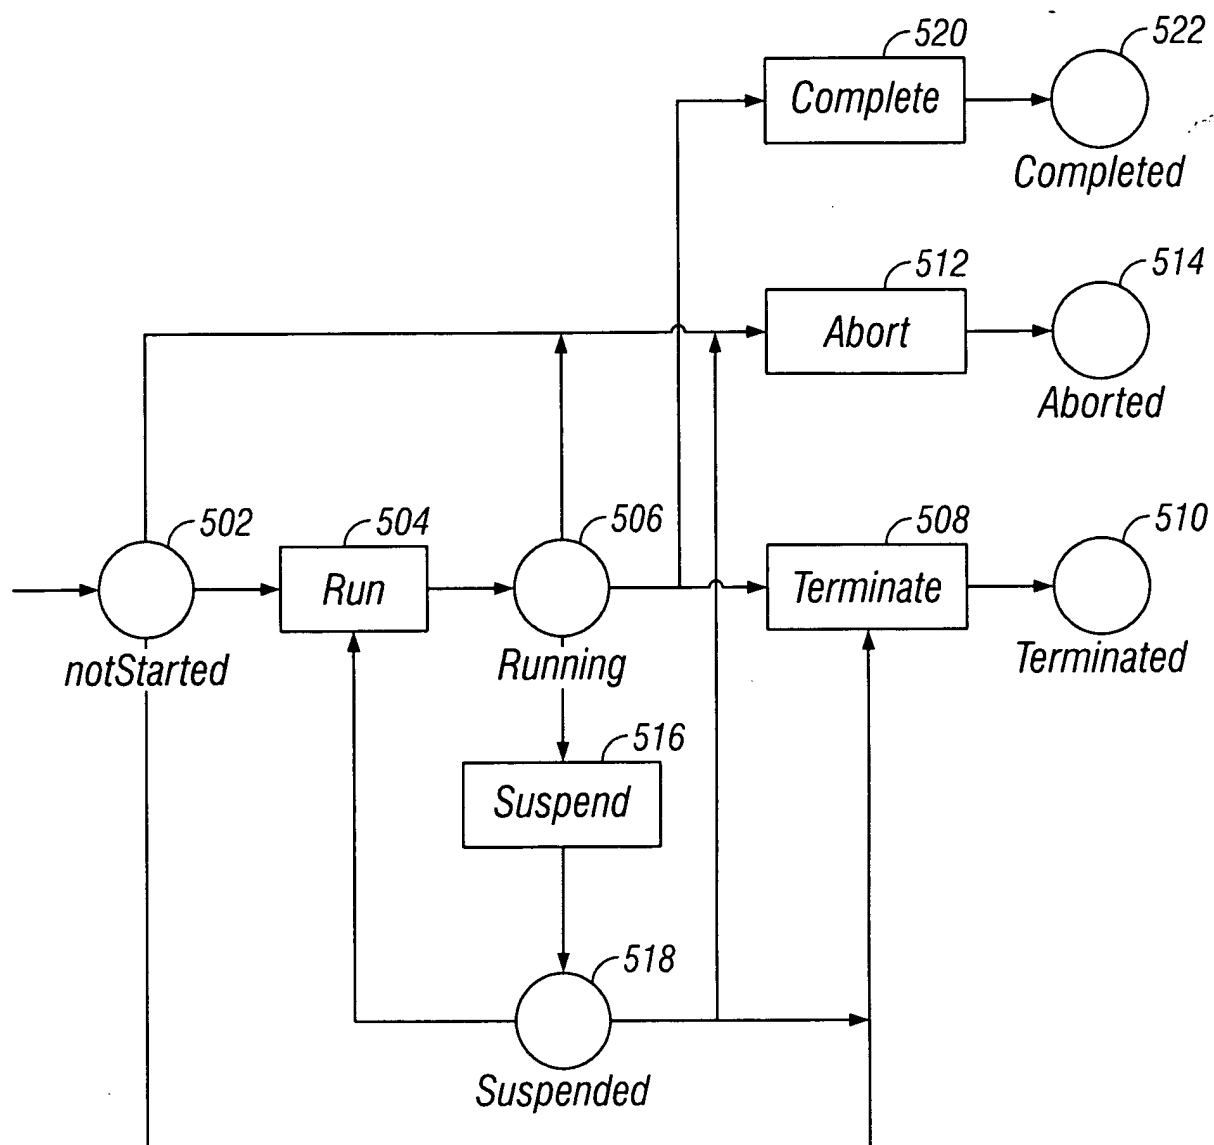 520
522
Complete
Completed
512
514
Abort
Aborted
502
504
506
508
510
Run
Terminate
notStarted
Running
Terminated
516
Suspend
518
Suspended